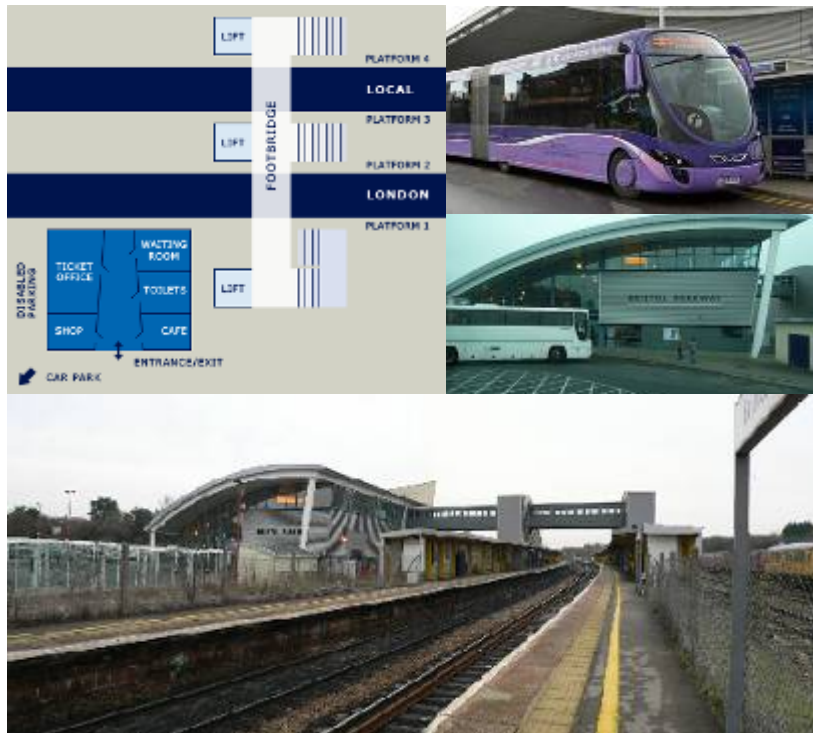 LIFT
PLATFORM 4
LOCAL
PLATFORM 3
LIFT
FOOTBRIDGE
PLATFORM 2
LONDON
PLATFORM 1
WAITING
ROOM
TICKET
OFFICE
DISABLED
PARKING
TOILETS
LIFT
SHOP
CAFE
ENTRANCE/EXIT
CAR PARK
BRISTOL PARKWAY